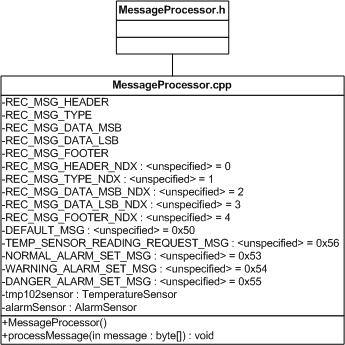 MessageProcessor.h
MessageProcessor.cpp
-REC_MSG_HEADER
-REC_MSG_TYPE
-REC_MSG_DATA_MSB
-REC_MSG_DATA_LSB
-REC_MSG_FOOTER
-REC_MSG_HEADER_NDX : <unspecified> = 0
-REC_MSG_TYPE_NDX : <unspecified> = 1
-REC_MSG_DATA_MSB_NDX : <unspecified> = 2
-REC_MSG_DATA_LSB_NDX : <unspecified> = 3
-REC_MSG_FOOTER_NDX : <unspecified> = 4
-DEFAULT_MSG : <unspecified> = 0x50
-TEMP_SENSOR_READING_REQUEST_MSG : <unspecified> = 0x56
-NORMAL_ALARM_SET_MSG : <unspecified> = 0x53
-WARNING_ALARM_SET_MSG : <unspecified> = 0x54
-DANGER_ALARM_SET_MSG : <unspecified> = 0x55
-tmp102sensor : TemperatureSensor
-alarmSensor : AlarmSensor
+MessageProcessor()
+processMessage(in message : byte[]) : void